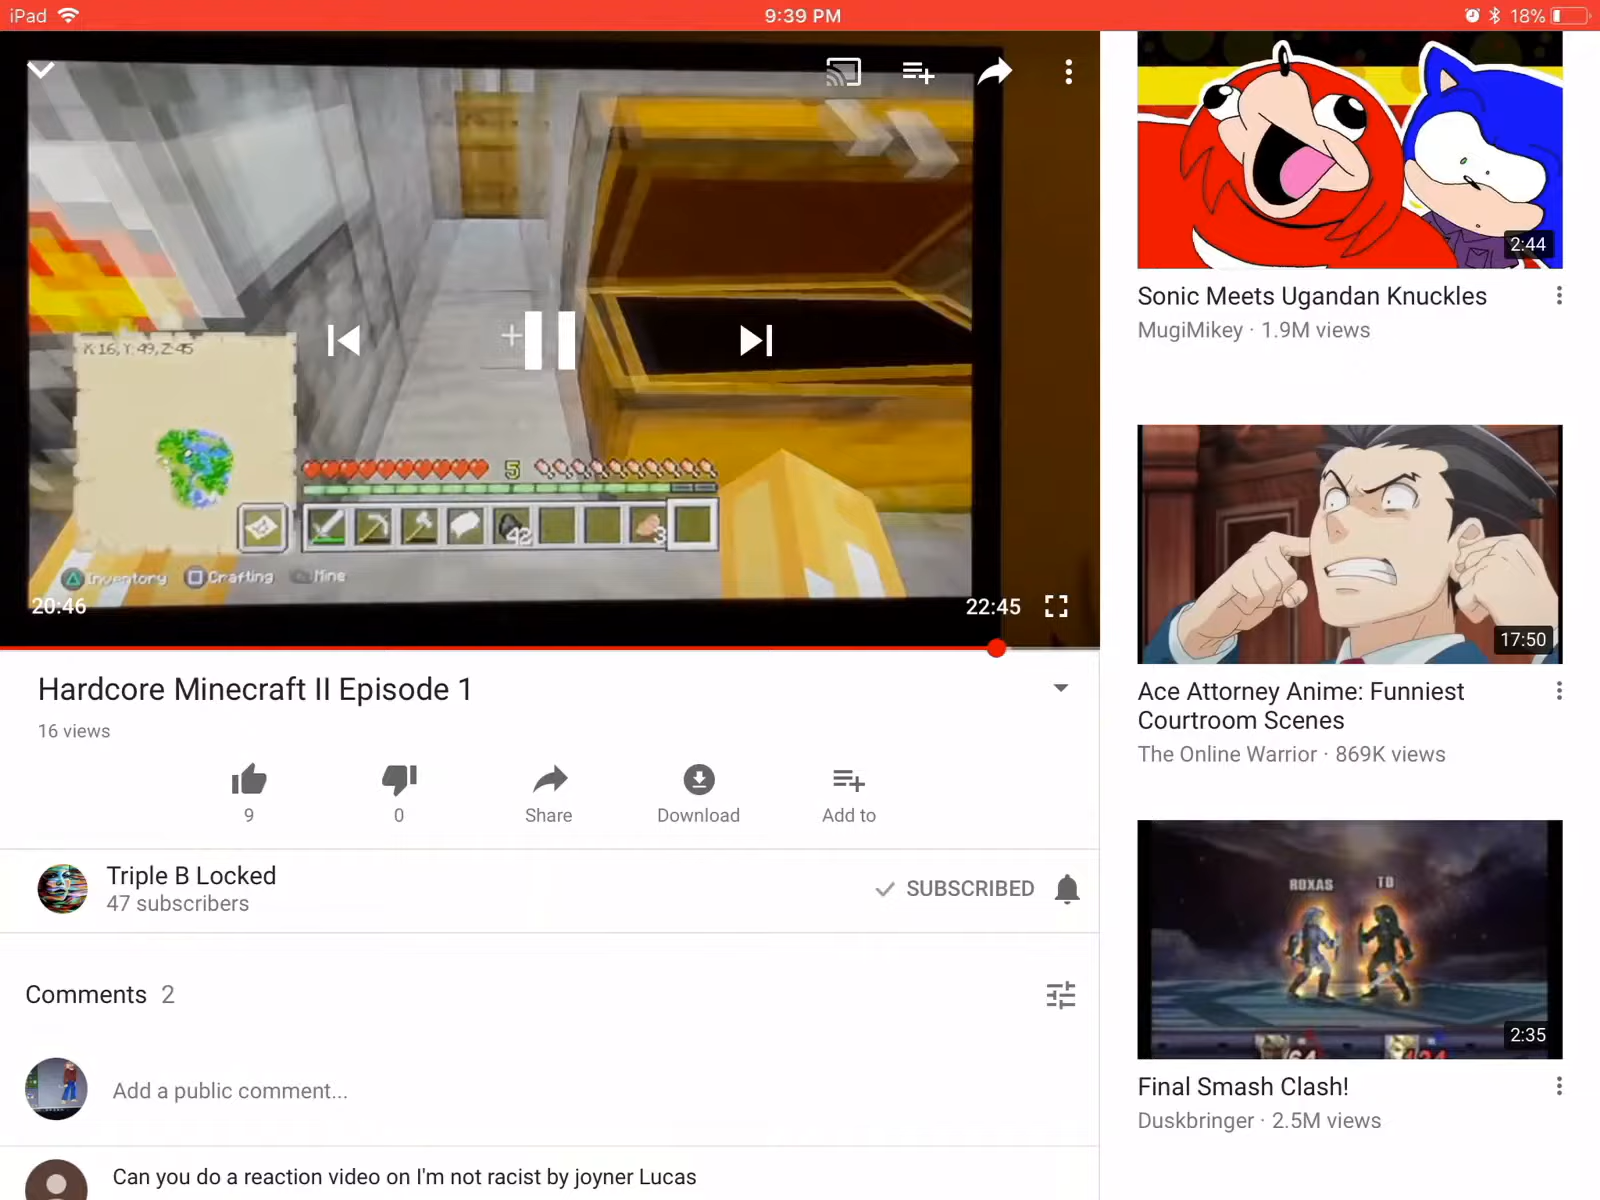 iPad
9:39 PM
18%
X:16, Y:49, Z:45
5
42
3
Inventory
Crafting
Mine
20:46
22:45
Hardcore Minecraft II Episode 1
16 views
9
0
Share
Download
Add to
Triple B Locked
47 subscribers
SUBSCRIBED
Comments 2
Add a public comment...
Can you do a reaction video on I'm not racist by joyner Lucas
2:44
Sonic Meets Ugandan Knuckles
MugiMikey · 1.9M views
17:50
Ace Attorney Anime: Funniest
Courtroom Scenes
The Online Warrior · 869K views
ROXAS
TD
2:35
Final Smash Clash!
Duskbringer · 2.5M views